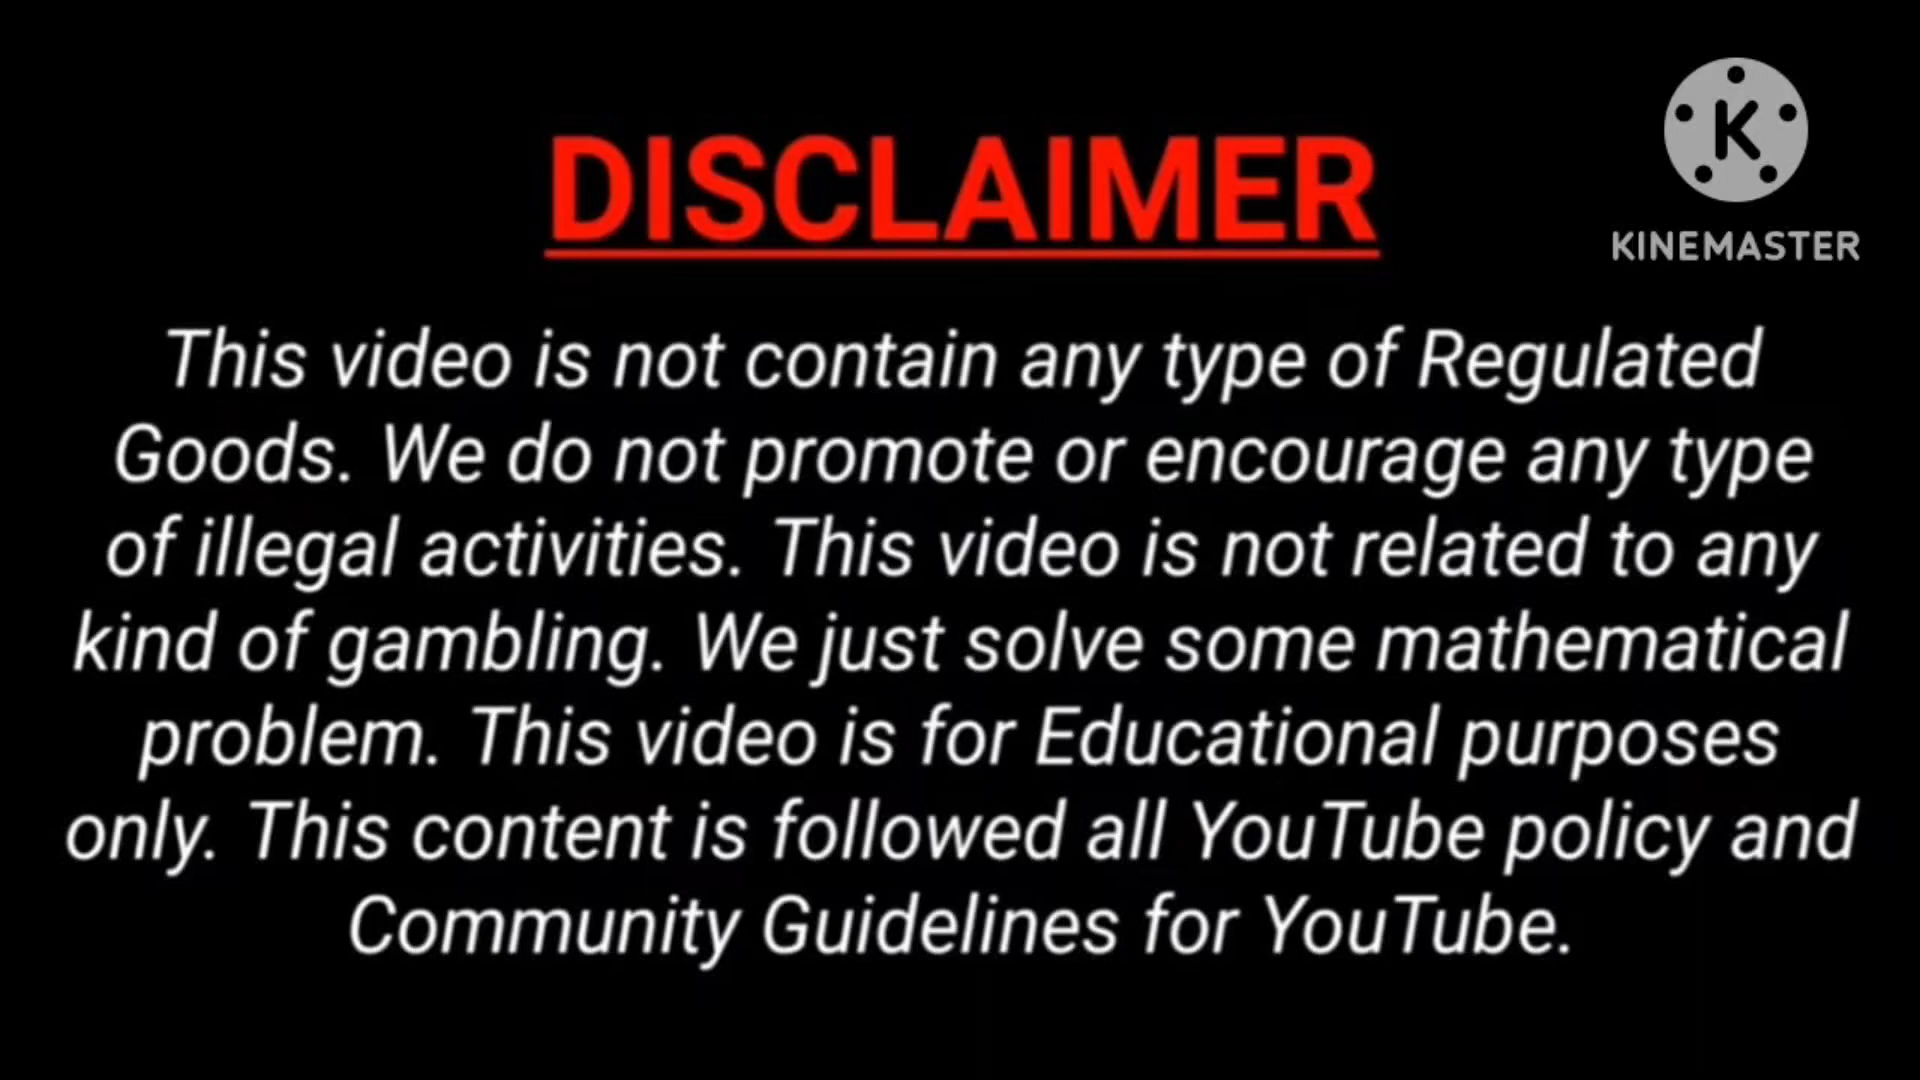 DISCLAIMER
K
KINEMASTER
This video is not contain any type of Regulated
Goods. We do not promote or encourage any type
of illegal activities. This video is not related to any
kind of gambling. We just solve some mathematical
problem. This video is for Educational purposes
only. This content is followed all YouTube policy and
Community Guidelines for YouTube.